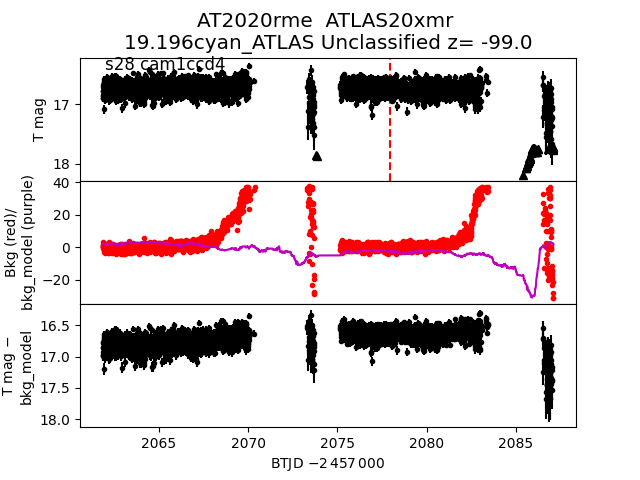 AT2020rme  ATLAS20xmr
19.196cyan_ATLAS Unclassified z= -99.0
s28 cam1ccd4
T mag
17
18
Bkg (red)/
bkg_model (purple)
40
20
0
−20
T mag −
bkg_model
16.5
17.0
17.5
18.0
2065 2070 2075 2080 2085
BTJD −2 457 000